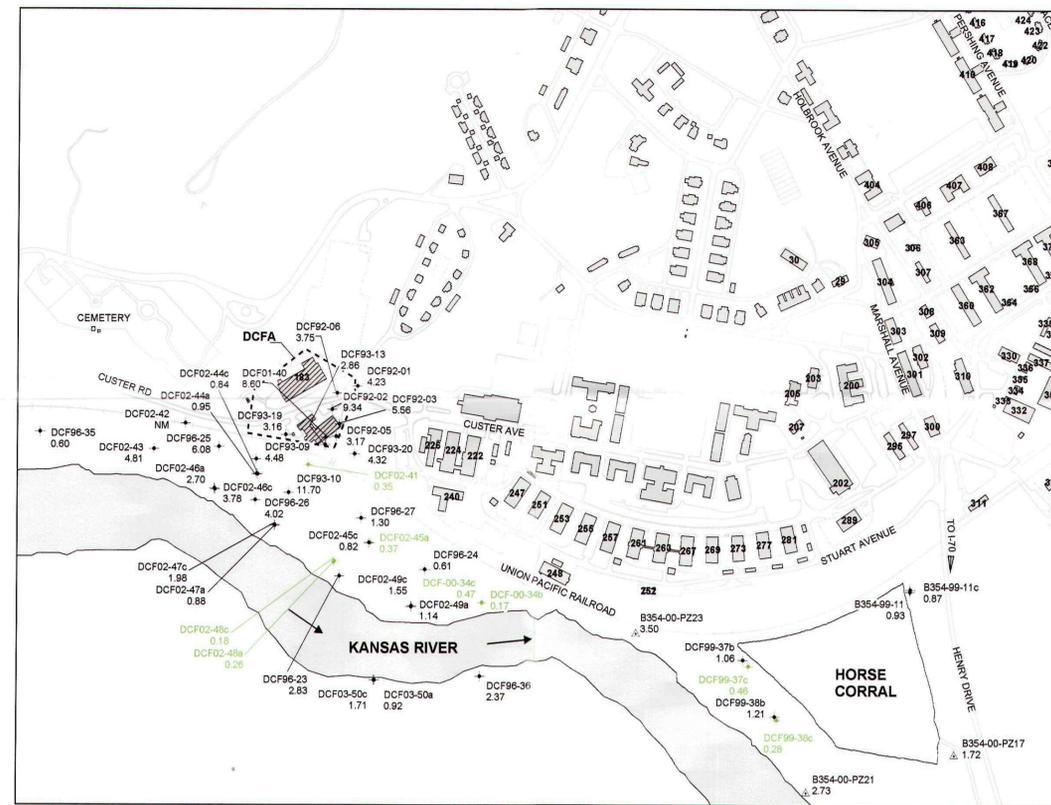 416
417
418
419
420
424
423
422
410
PERSHING AVENUE
HOLBROOK AVENUE
404
408
407
406
367
305
306
363
368
30
29
304
307
362
356
364
360
308
MARSHALL AVENUE
303
309
302
301
310
330
337
336
335
334
333
332
CEMETERY
CUSTER RD
DCFA
183
DCF92-06
3.75
DCF93-13
2.86
DCF92-01
4.23
DCF92-02
9.34
DCF92-03
5.56
DCF92-05
3.17
DCF93-20
4.32
DCF02-44c
0.84
DCF01-40
DCF02-44a
0.95
DCF93-19
3.16
DCF02-42
NM
DCF96-35
0.60
DCF96-25
6.08
DCF02-43
4.81
DCF93-09
4.48
DCF02-46a
2.70
DCF02-41
0.35
DCF93-10
11.70
DCF02-46c
3.78
DCF96-26
4.02
DCF96-27
1.30
DCF02-45c
0.82
DCF02-45a
0.37
DCF96-24
0.61
DCF02-47c
1.98
DCF02-47a
0.88
DCF02-49c
1.55
DCF02-49a
1.14
DCF-00-34c
0.47
DCF-00-34b
0.17
DCF02-48c
0.18
DCF02-48a
0.26
DCF96-23
2.83
DCF03-50c
1.71
DCF03-50a
0.92
DCF96-36
2.37
KANSAS RIVER
CUSTER AVE
226
224
222
240
247
251
253
255
257
261
263
267
269
273
277
281
248
252
UNION PACIFIC RAILROAD
STUART AVENUE
203
205
200
207
202
289
295
297
300
311
TO I-70
HENRY DRIVE
B354-00-PZ23
3.50
B354-99-11c
0.87
B354-99-11
0.93
DCF99-37b
1.06
DCF99-37c
0.46
DCF99-38b
1.21
DCF99-38c
0.28
HORSE
CORRAL
B354-00-PZ17
1.72
B354-00-PZ21
2.73